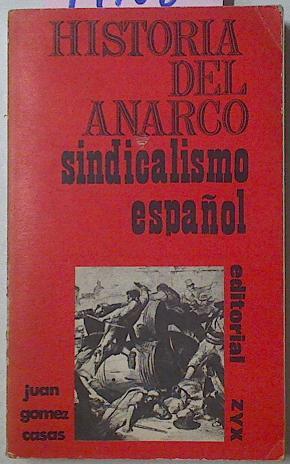 HISTORIA
DEL
ANARCO
sindicalismo
español
editorial ZYX
juan
gomez
casas